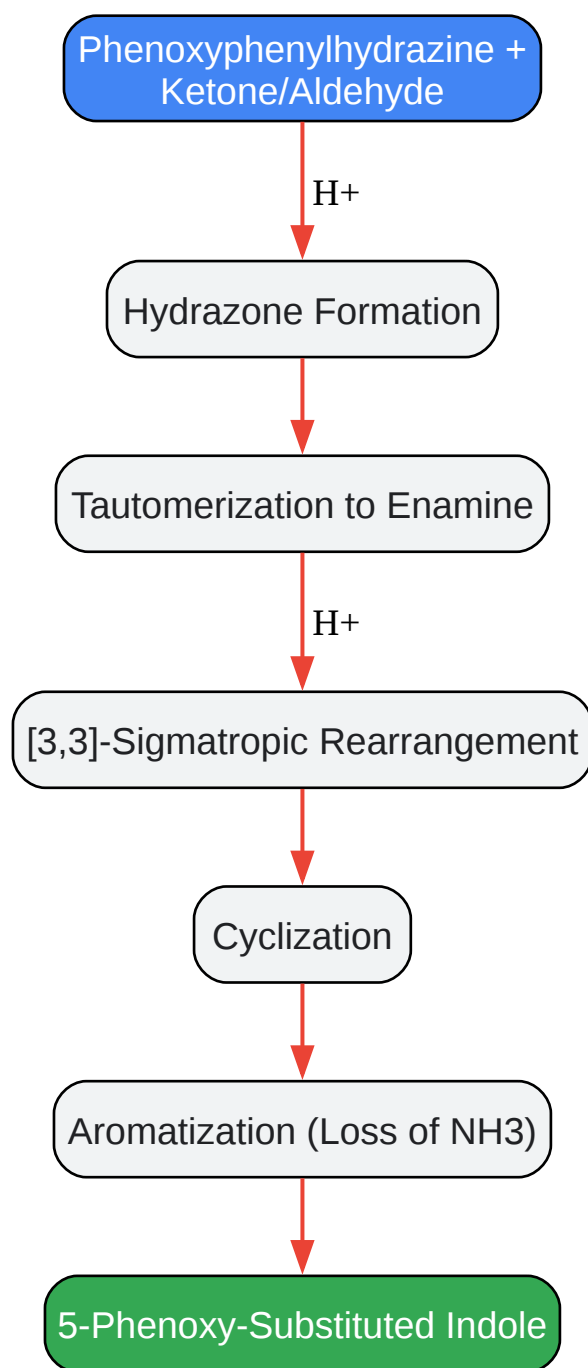 Phenoxyphenylhydrazine +
Ketone/Aldehyde
H+
Hydrazone Formation
Tautomerization to Enamine
H+
[3,3]-Sigmatropic Rearrangement
Cyclization
Aromatization (Loss of NH3)
5-Phenoxy-Substituted Indole